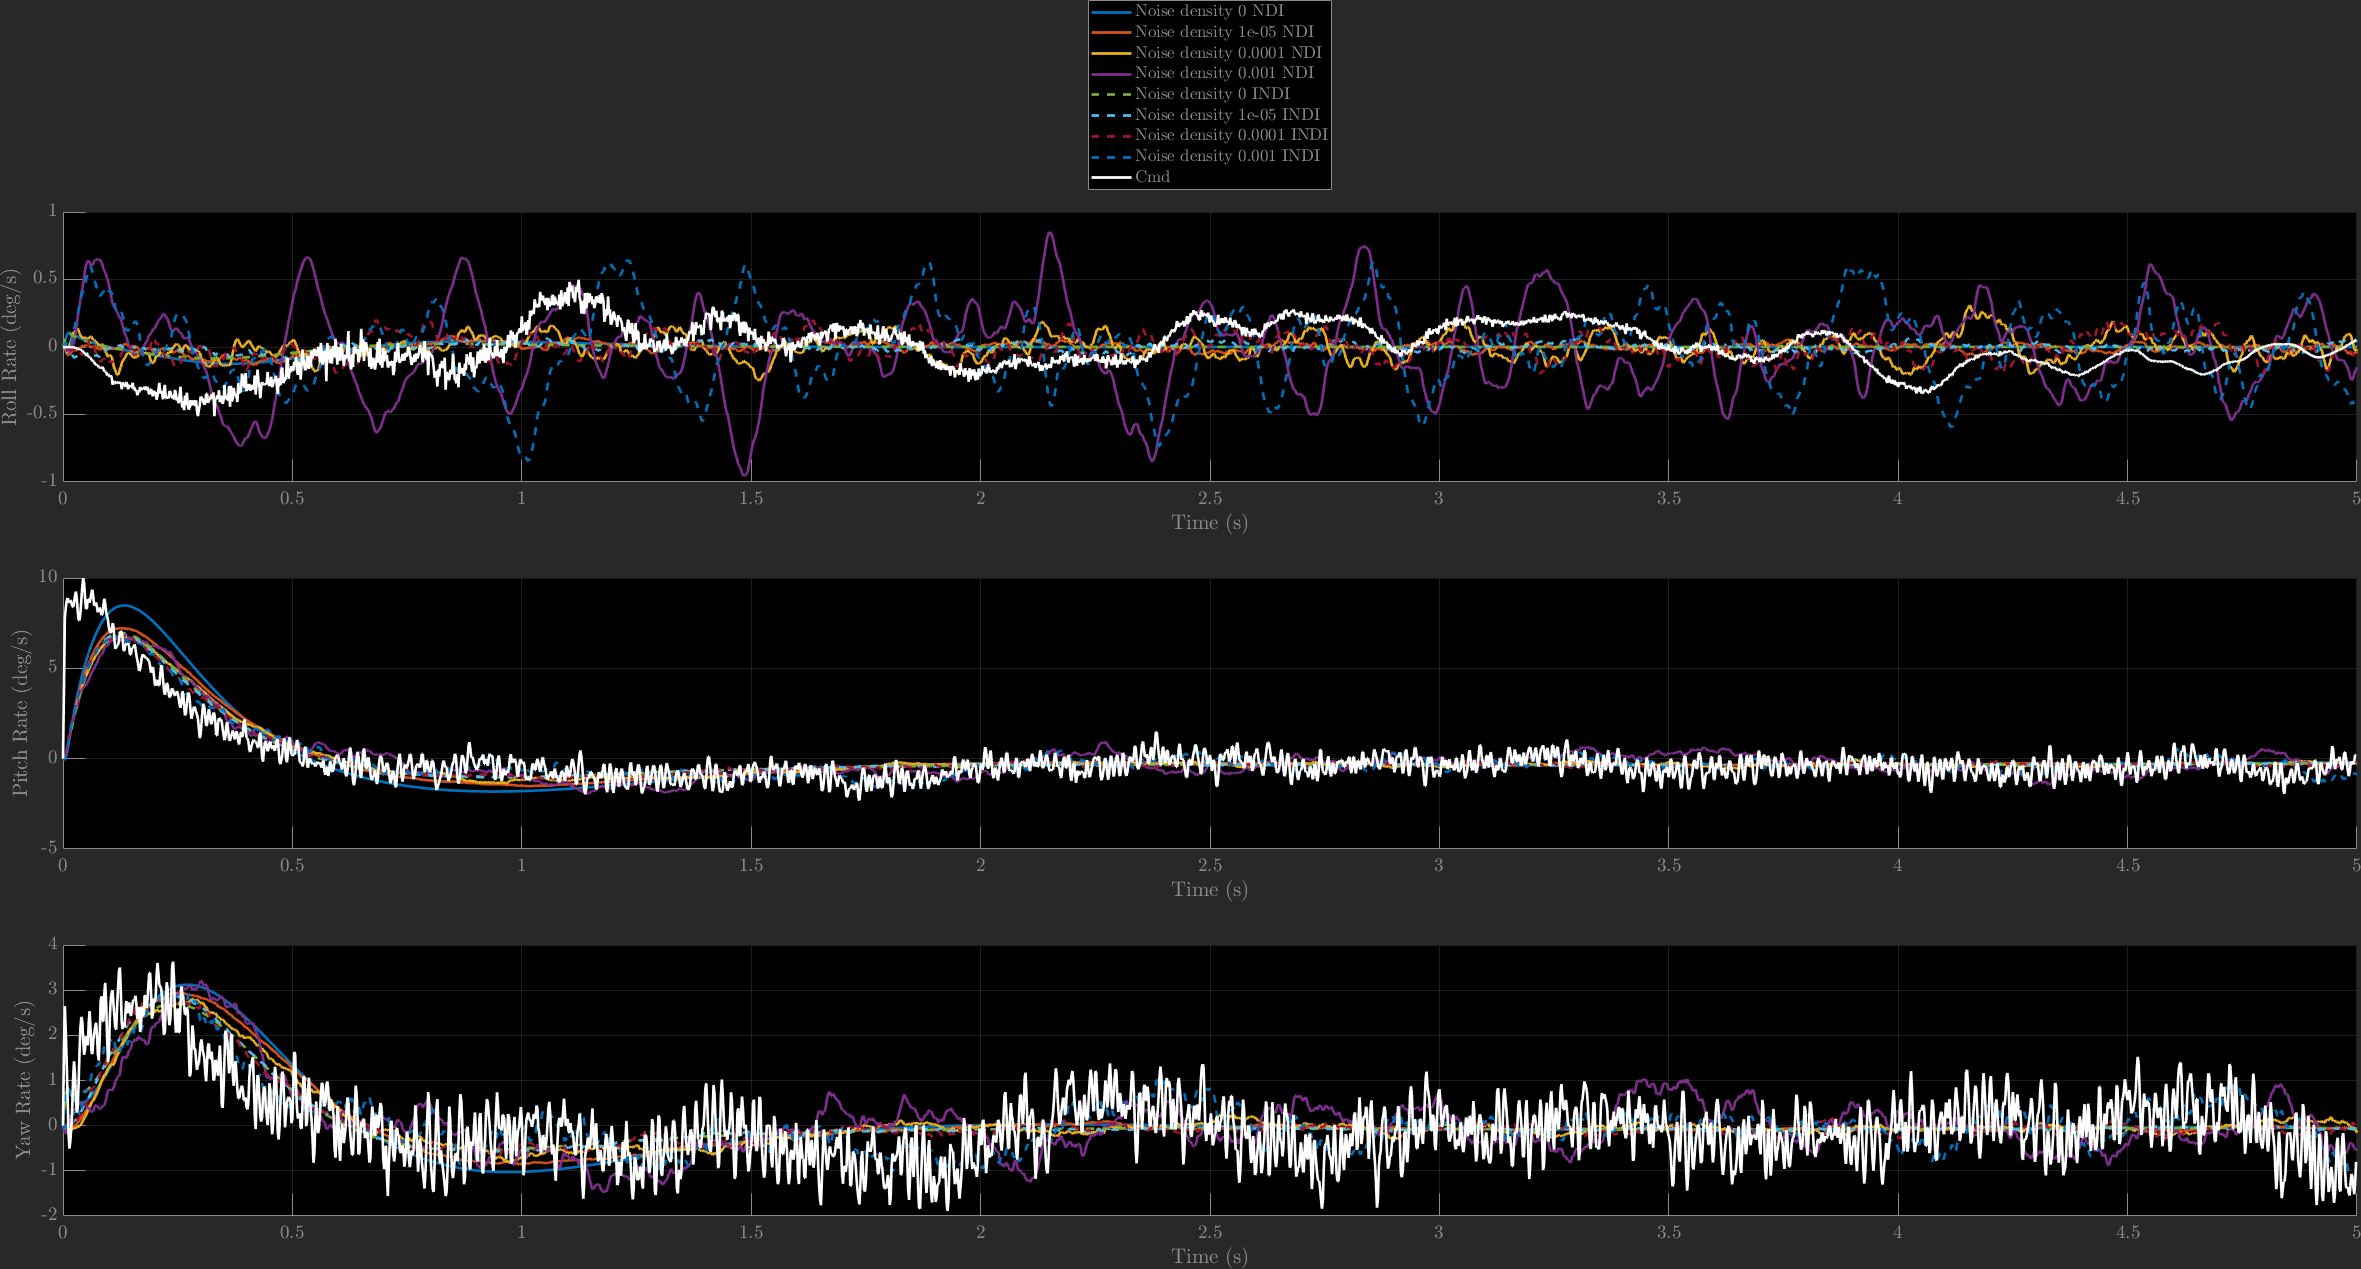 Noise density 0 NDI
Noise density 1e-05 NDI
Noise density 0.0001 NDI
Noise density 0.001 NDI
Noise density 0 INDI
Noise density 1e-05 INDI
Noise density 0.0001 INDI
Noise density 0.001 INDI
Cmd
Roll Rate (deg/s)
1
0.5
0
-0.5
-1
0 0.5 1 1.5 2 2.5 3 3.5 4 4.5 5
Time (s)
Pitch Rate (deg/s)
10
5
0
-5
0 0.5 1 1.5 2 2.5 3 3.5 4 4.5 5
Time (s)
Yaw Rate (deg/s)
4
3
2
1
0
-1
-2
0 0.5 1 1.5 2 2.5 3 3.5 4 4.5 5
Time (s)